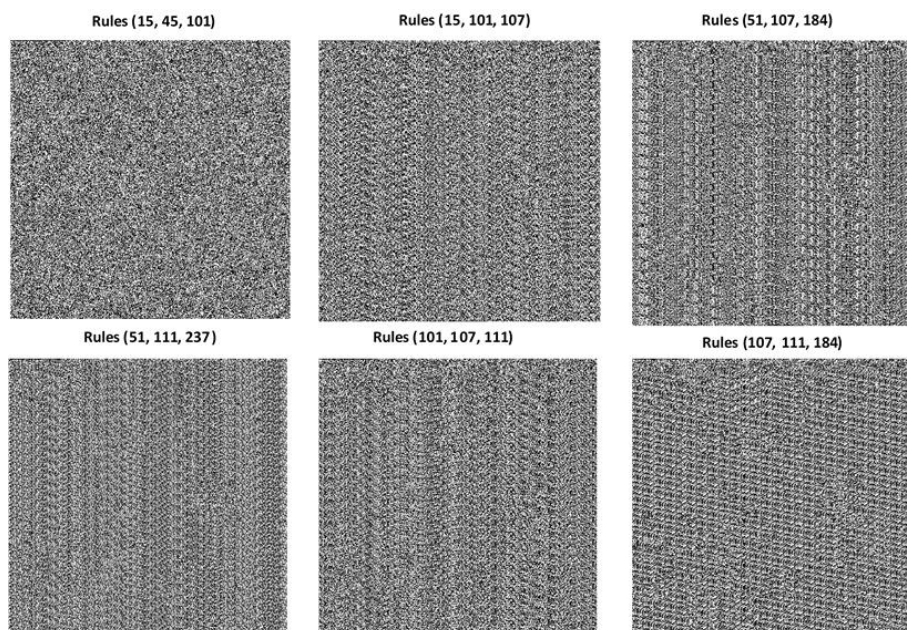 Rules (15, 45, 101)
Rules (15, 101, 107)
Rules (51, 107, 184)
Rules (51, 111, 237)
Rules (101, 107, 111)
Rules (107, 111, 184)